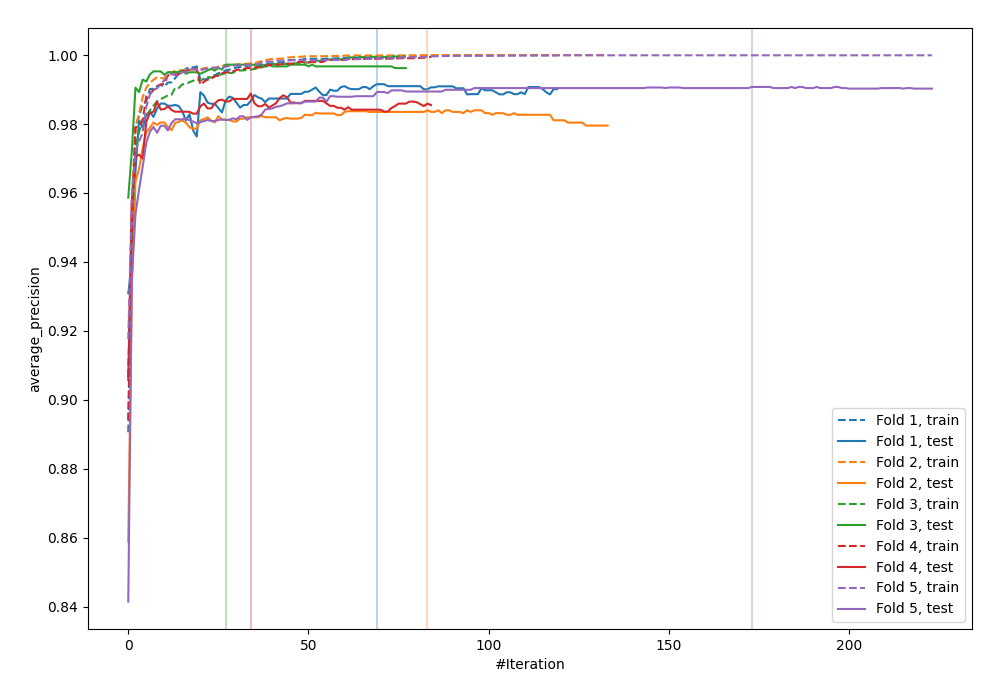 1.00
0.98
0.96
0.94
0.92
0.90
0.88
0.86
0.84
average_precision
0
50
100
150
200
#Iteration
Fold 1, train
Fold 1, test
Fold 2, train
Fold 2, test
Fold 3, train
Fold 3, test
Fold 4, train
Fold 4, test
Fold 5, train
Fold 5, test